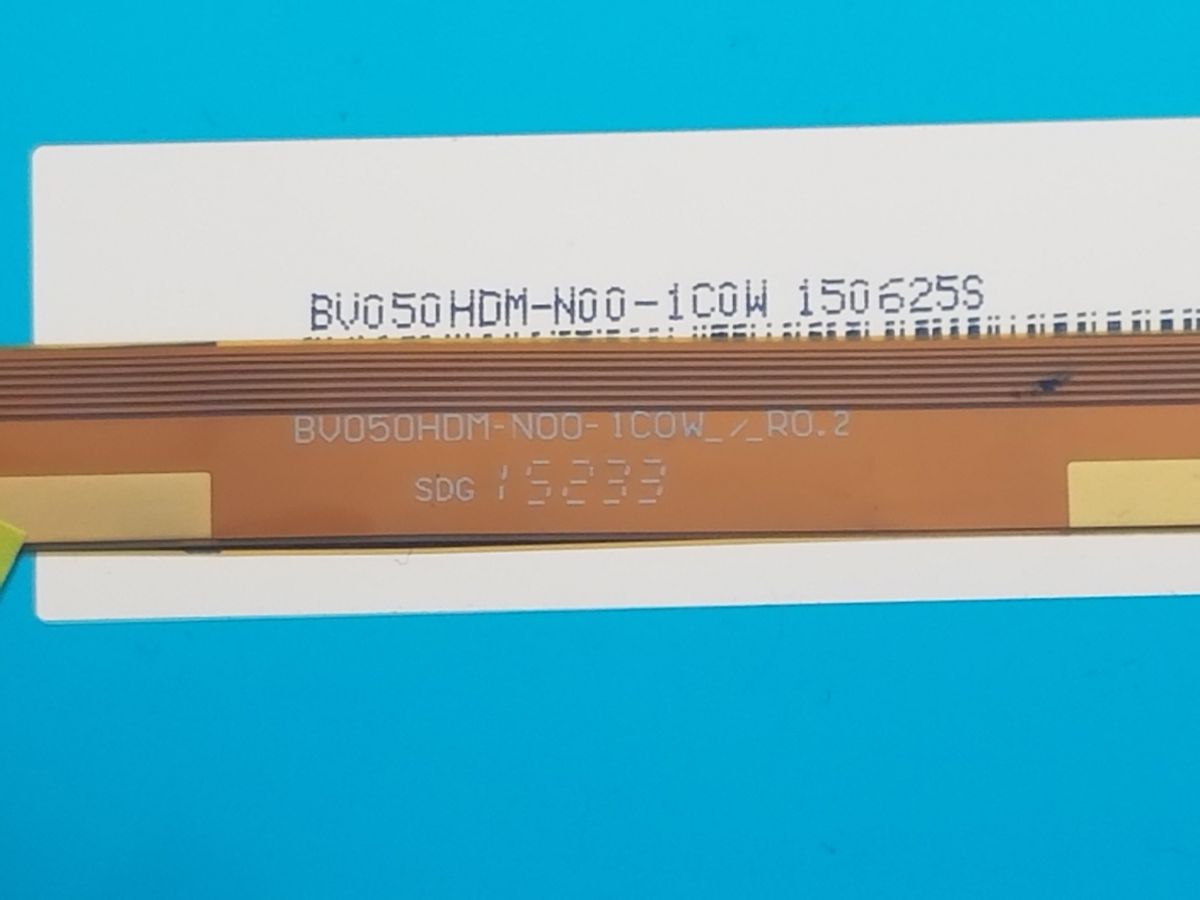 BV050HDM-N00-1C0W 150625S
BV050HDM-N00-1C0W_/_R0.2
SDG 15233